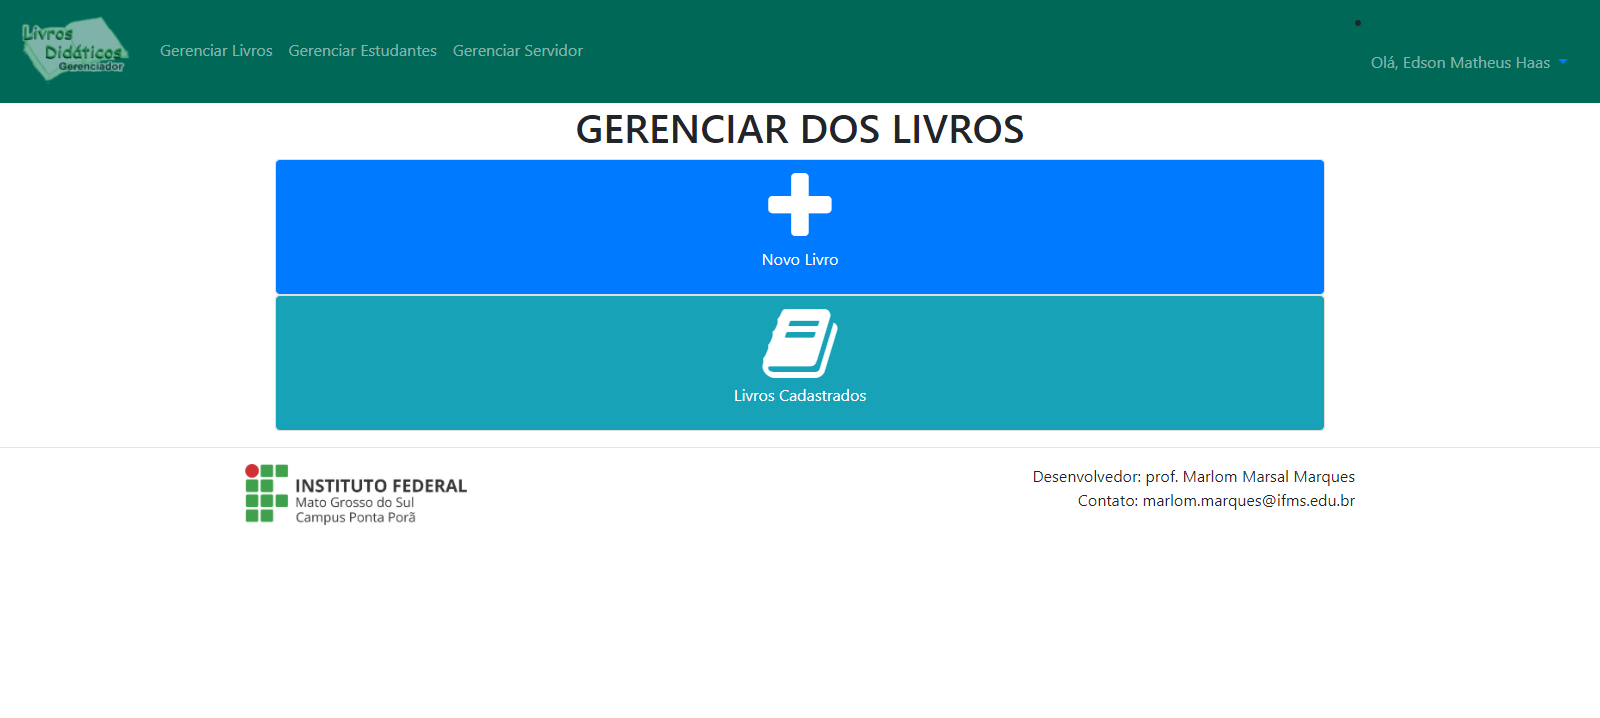 Livros
Didáticos
Gerenciador
Gerenciar Livros Gerenciar Estudantes Gerenciar Servidor
Olá, Edson Matheus Haas
GERENCIAR DOS LIVROS
Novo Livro
Livros Cadastrados
INSTITUTO FEDERAL
Mato Grosso do Sul
Campus Ponta Porã
Desenvolvedor: prof. Marlom Marsal Marques
Contato: marlom.marques@ifms.edu.br